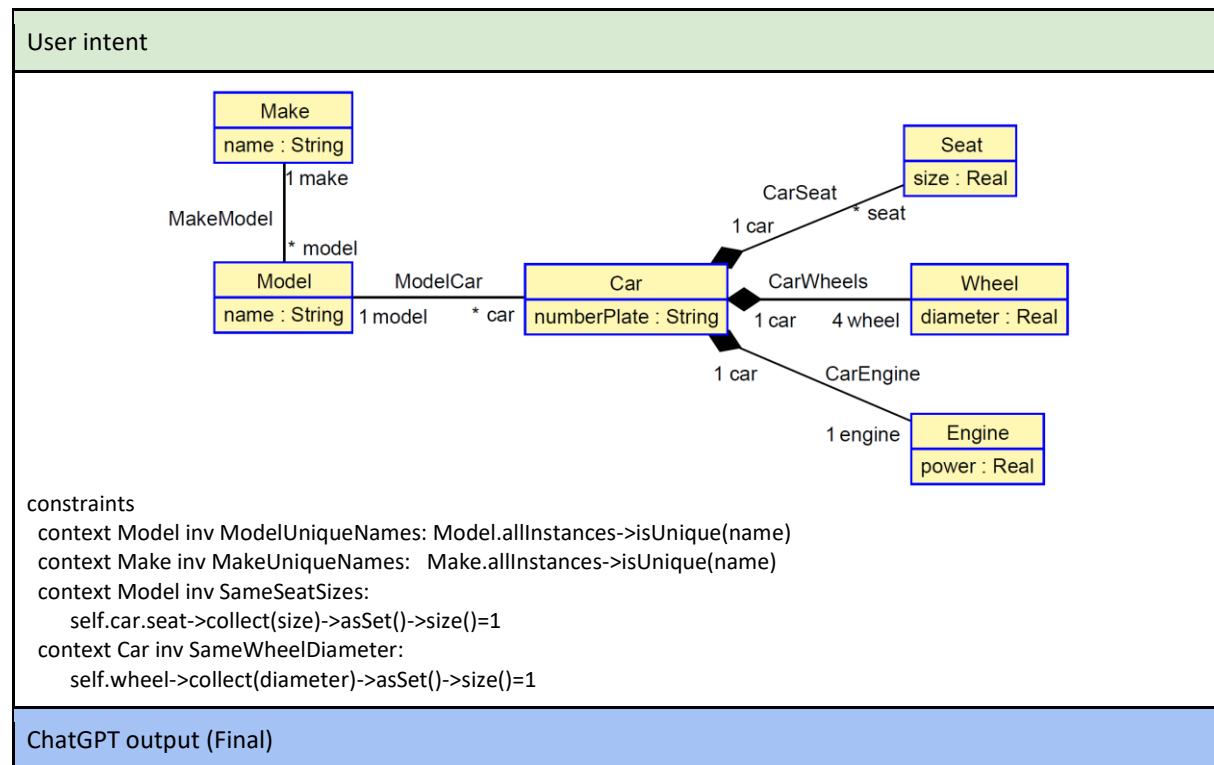 User intent
Make
name : String
1 make
MakeModel
* model
Model
name : String
1 model
ModelCar
* car
Car
numberPlate : String
CarSeat
1 car
* seat
Seat
size : Real
CarWheels
1 car
4 wheel
Wheel
diameter : Real
1 car
CarEngine
1 engine
Engine
power : Real
constraints
context Model inv ModelUniqueNames: Model.allInstances->isUnique(name)
context Make inv MakeUniqueNames: Make.allInstances->isUnique(name)
context Model inv SameSeatSizes:
self.car.seat->collect(size)->asSet()->size()=1
context Car inv SameWheelDiameter:
self.wheel->collect(diameter)->asSet()->size()=1
ChatGPT output (Final)